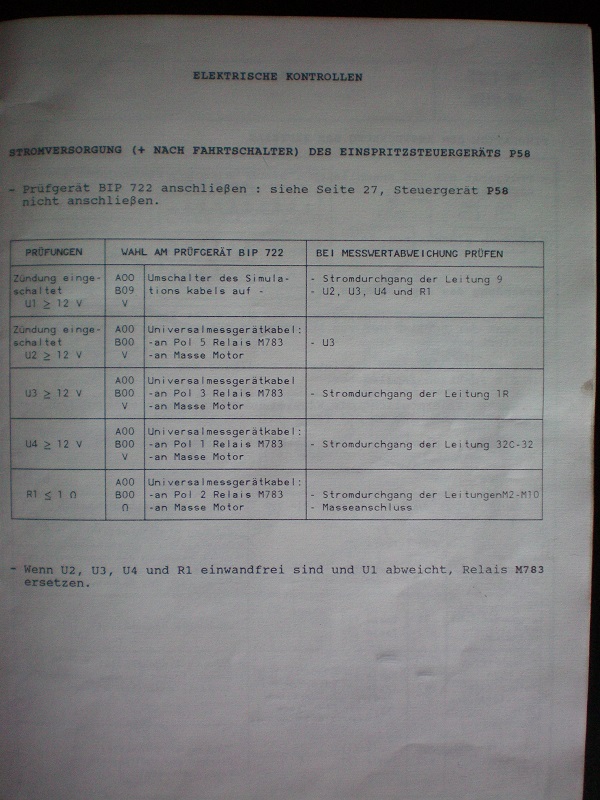 ELEKTRISCHE KONTROLLEN
STROMVERSORGUNG (+ NACH FAHRTSCHALTER) DES EINSPRITZSTEUERGERÄTS P58
- Prüfgerät BIP 722 anschließen : siehe Seite 27, Steuergerät P58
nicht anschließen.
PRÜFUNGEN WAHL AM PRÜFGERÄT BIP 722 BEI MESSWERTABWEICHUNG PRÜFEN
Zündung einge- A00 Umschalter des Simula- - Stromdurchgang der Leitung 9
schaltet B09 tions kabels auf - - U2, U3, U4 und R1
U1 ≥ 12 V V
Zündung einge- A00 Universalmessgerätkabel:
schaltet B00 -an Pol 5 Relais M783 - U3
U2 ≥ 12 V V -an Masse Motor
A00 Universalmessgerätkabel
U3 ≥ 12 V B00 -an Pol 3 Relais M783 - Stromdurchgang der Leitung 1R
V -an Masse Motor
A00 Universalmessgerätkabel:
U4 ≥ 12 V B00 -an Pol 1 Relais M783 - Stromdurchgang der Leitung 32C-32
V -an Masse Motor
A00 Universalmessgerätkabel:
R1 ≤ 1 Ω B00 -an Pol 2 Relais M783 - Stromdurchgang der LeitungenM2-M10
Ω -an Masse Motor - Masseanschluss
- Wenn U2, U3, U4 und R1 einwandfrei sind und U1 abweicht, Relais M783
ersetzen.